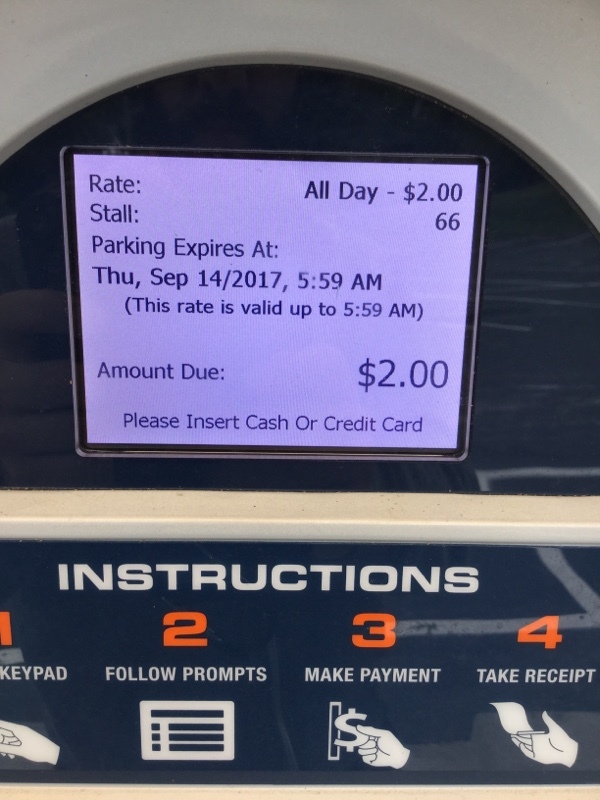 Rate: All Day - $2.00
Stall: 66
Parking Expires At:
Thu, Sep 14/2017, 5:59 AM
(This rate is valid up to 5:59 AM)
Amount Due: $2.00
Please Insert Cash Or Credit Card
INSTRUCTIONS
1 2 3 4
KEYPAD FOLLOW PROMPTS MAKE PAYMENT TAKE RECEIPT
$